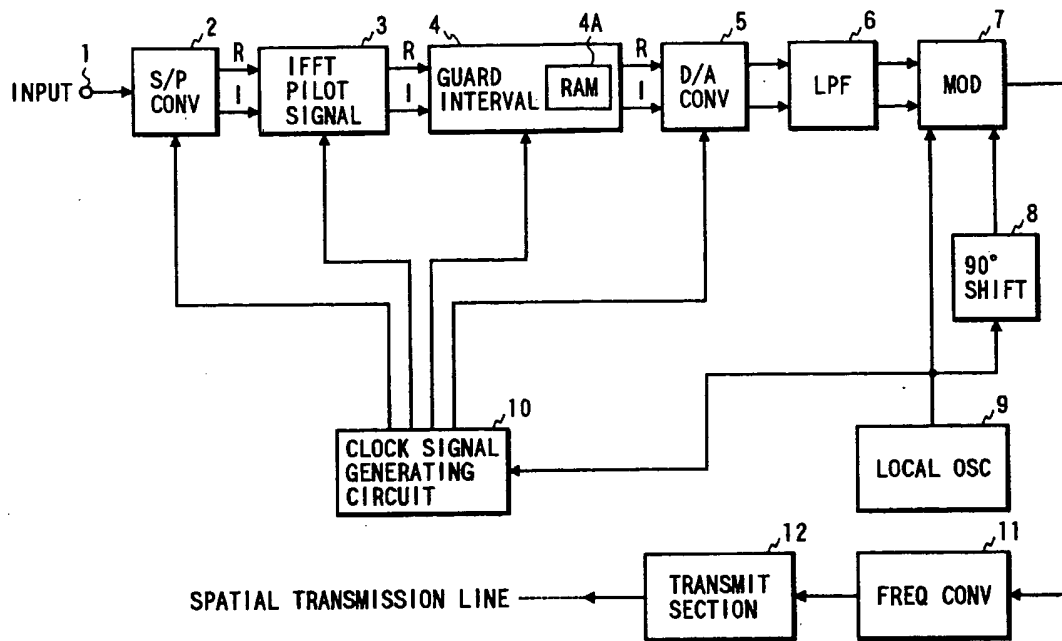 1
INPUT
2
S/P
CONV
R
I
3
IFFT
PILOT
SIGNAL
R
I
4
GUARD
INTERVAL
4A
RAM
R
I
5
D/A
CONV
6
LPF
7
MOD
8
90°
SHIFT
9
LOCAL OSC
10
CLOCK SIGNAL
GENERATING
CIRCUIT
11
FREQ CONV
12
TRANSMIT
SECTION
SPATIAL TRANSMISSION LINE